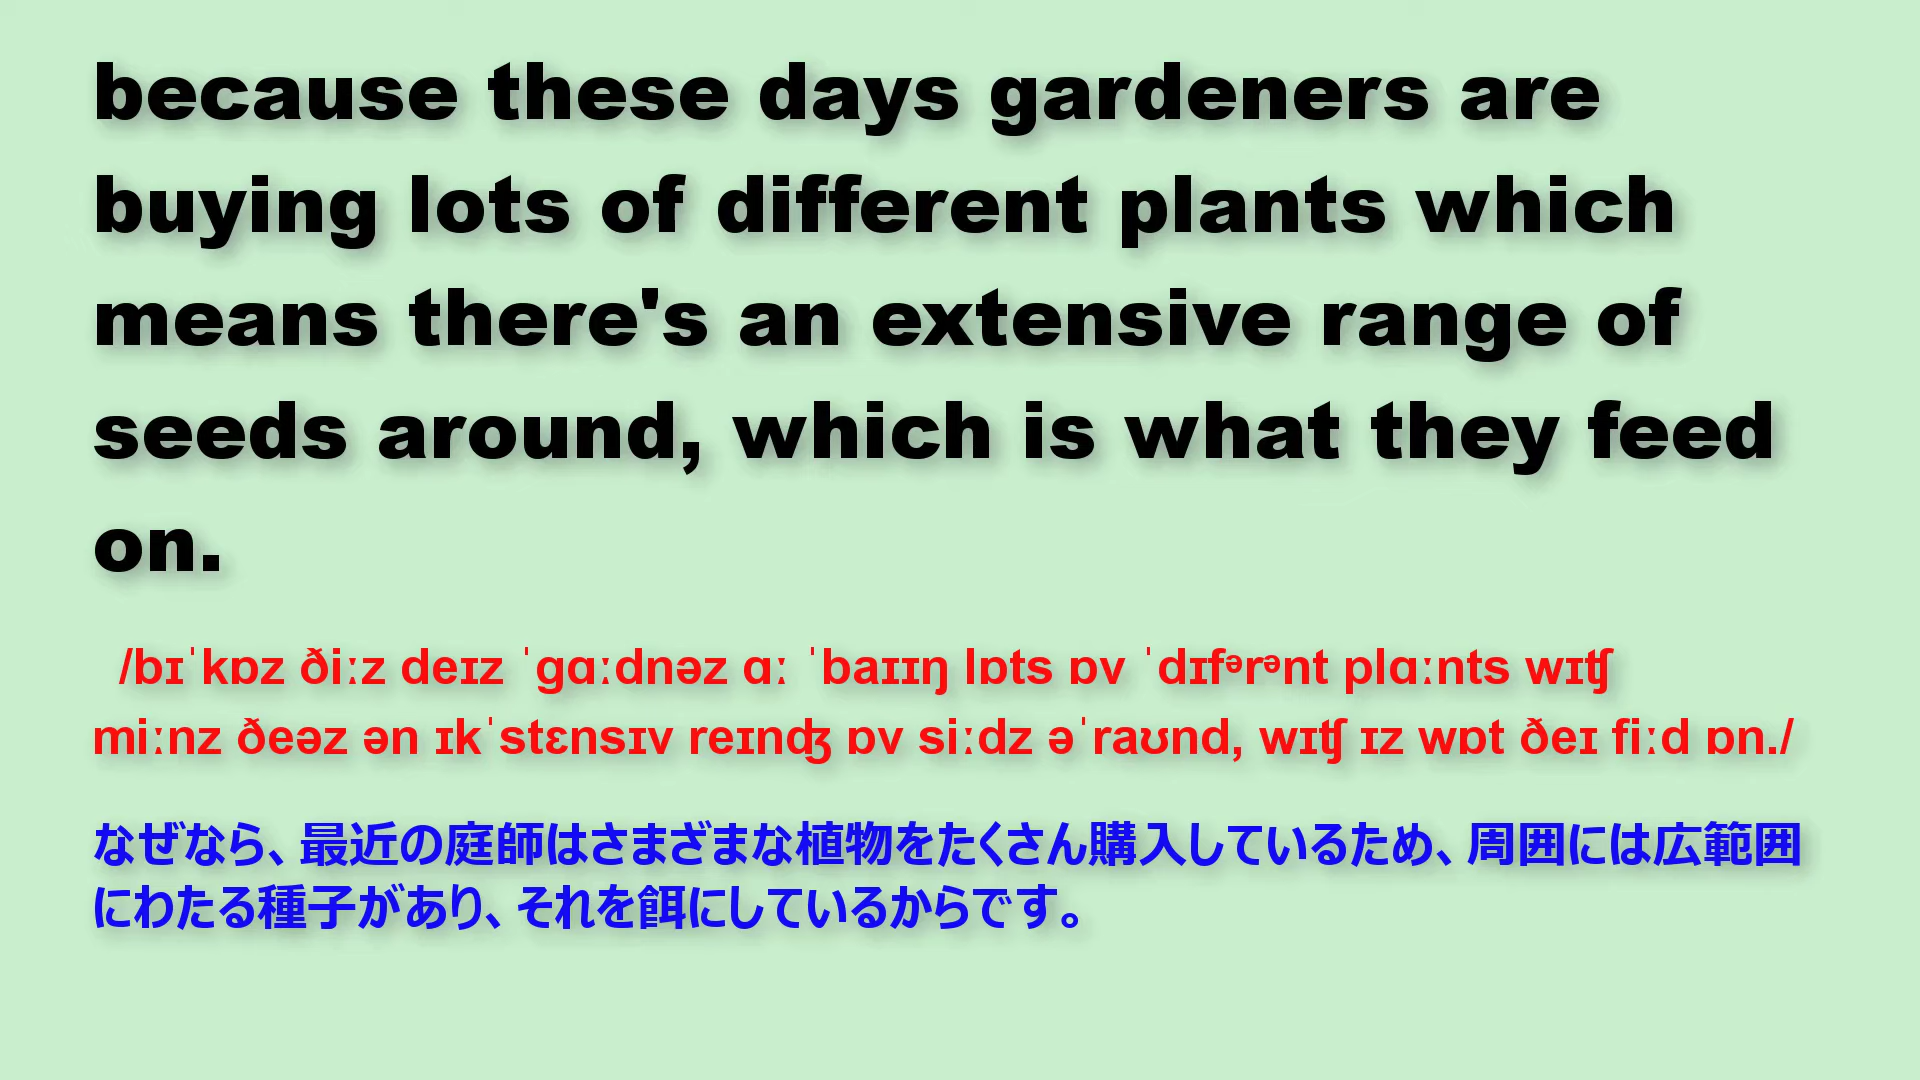 because these days gardeners are
buying lots of different plants which
means there's an extensive range of
seeds around, which is what they feed
on.
/bɪˈkɒz ðiːz deɪz ˈɡɑːdnəz ɑː ˈbaɪɪŋ lɒts ɒv ˈdɪfᵊrᵊnt plɑːnts wɪʧ
miːnz ðeəz ən ɪkˈstɛnsɪv reɪnʤ ɒv siːdz əˈraʊnd, wɪʧ ɪz wɒt ðeɪ fiːd ɒn./
なぜなら、最近の庭師はさまざまな植物をたくさん購入しているため、周囲には広範囲
にわたる種子があり、それを餌にしているからです。